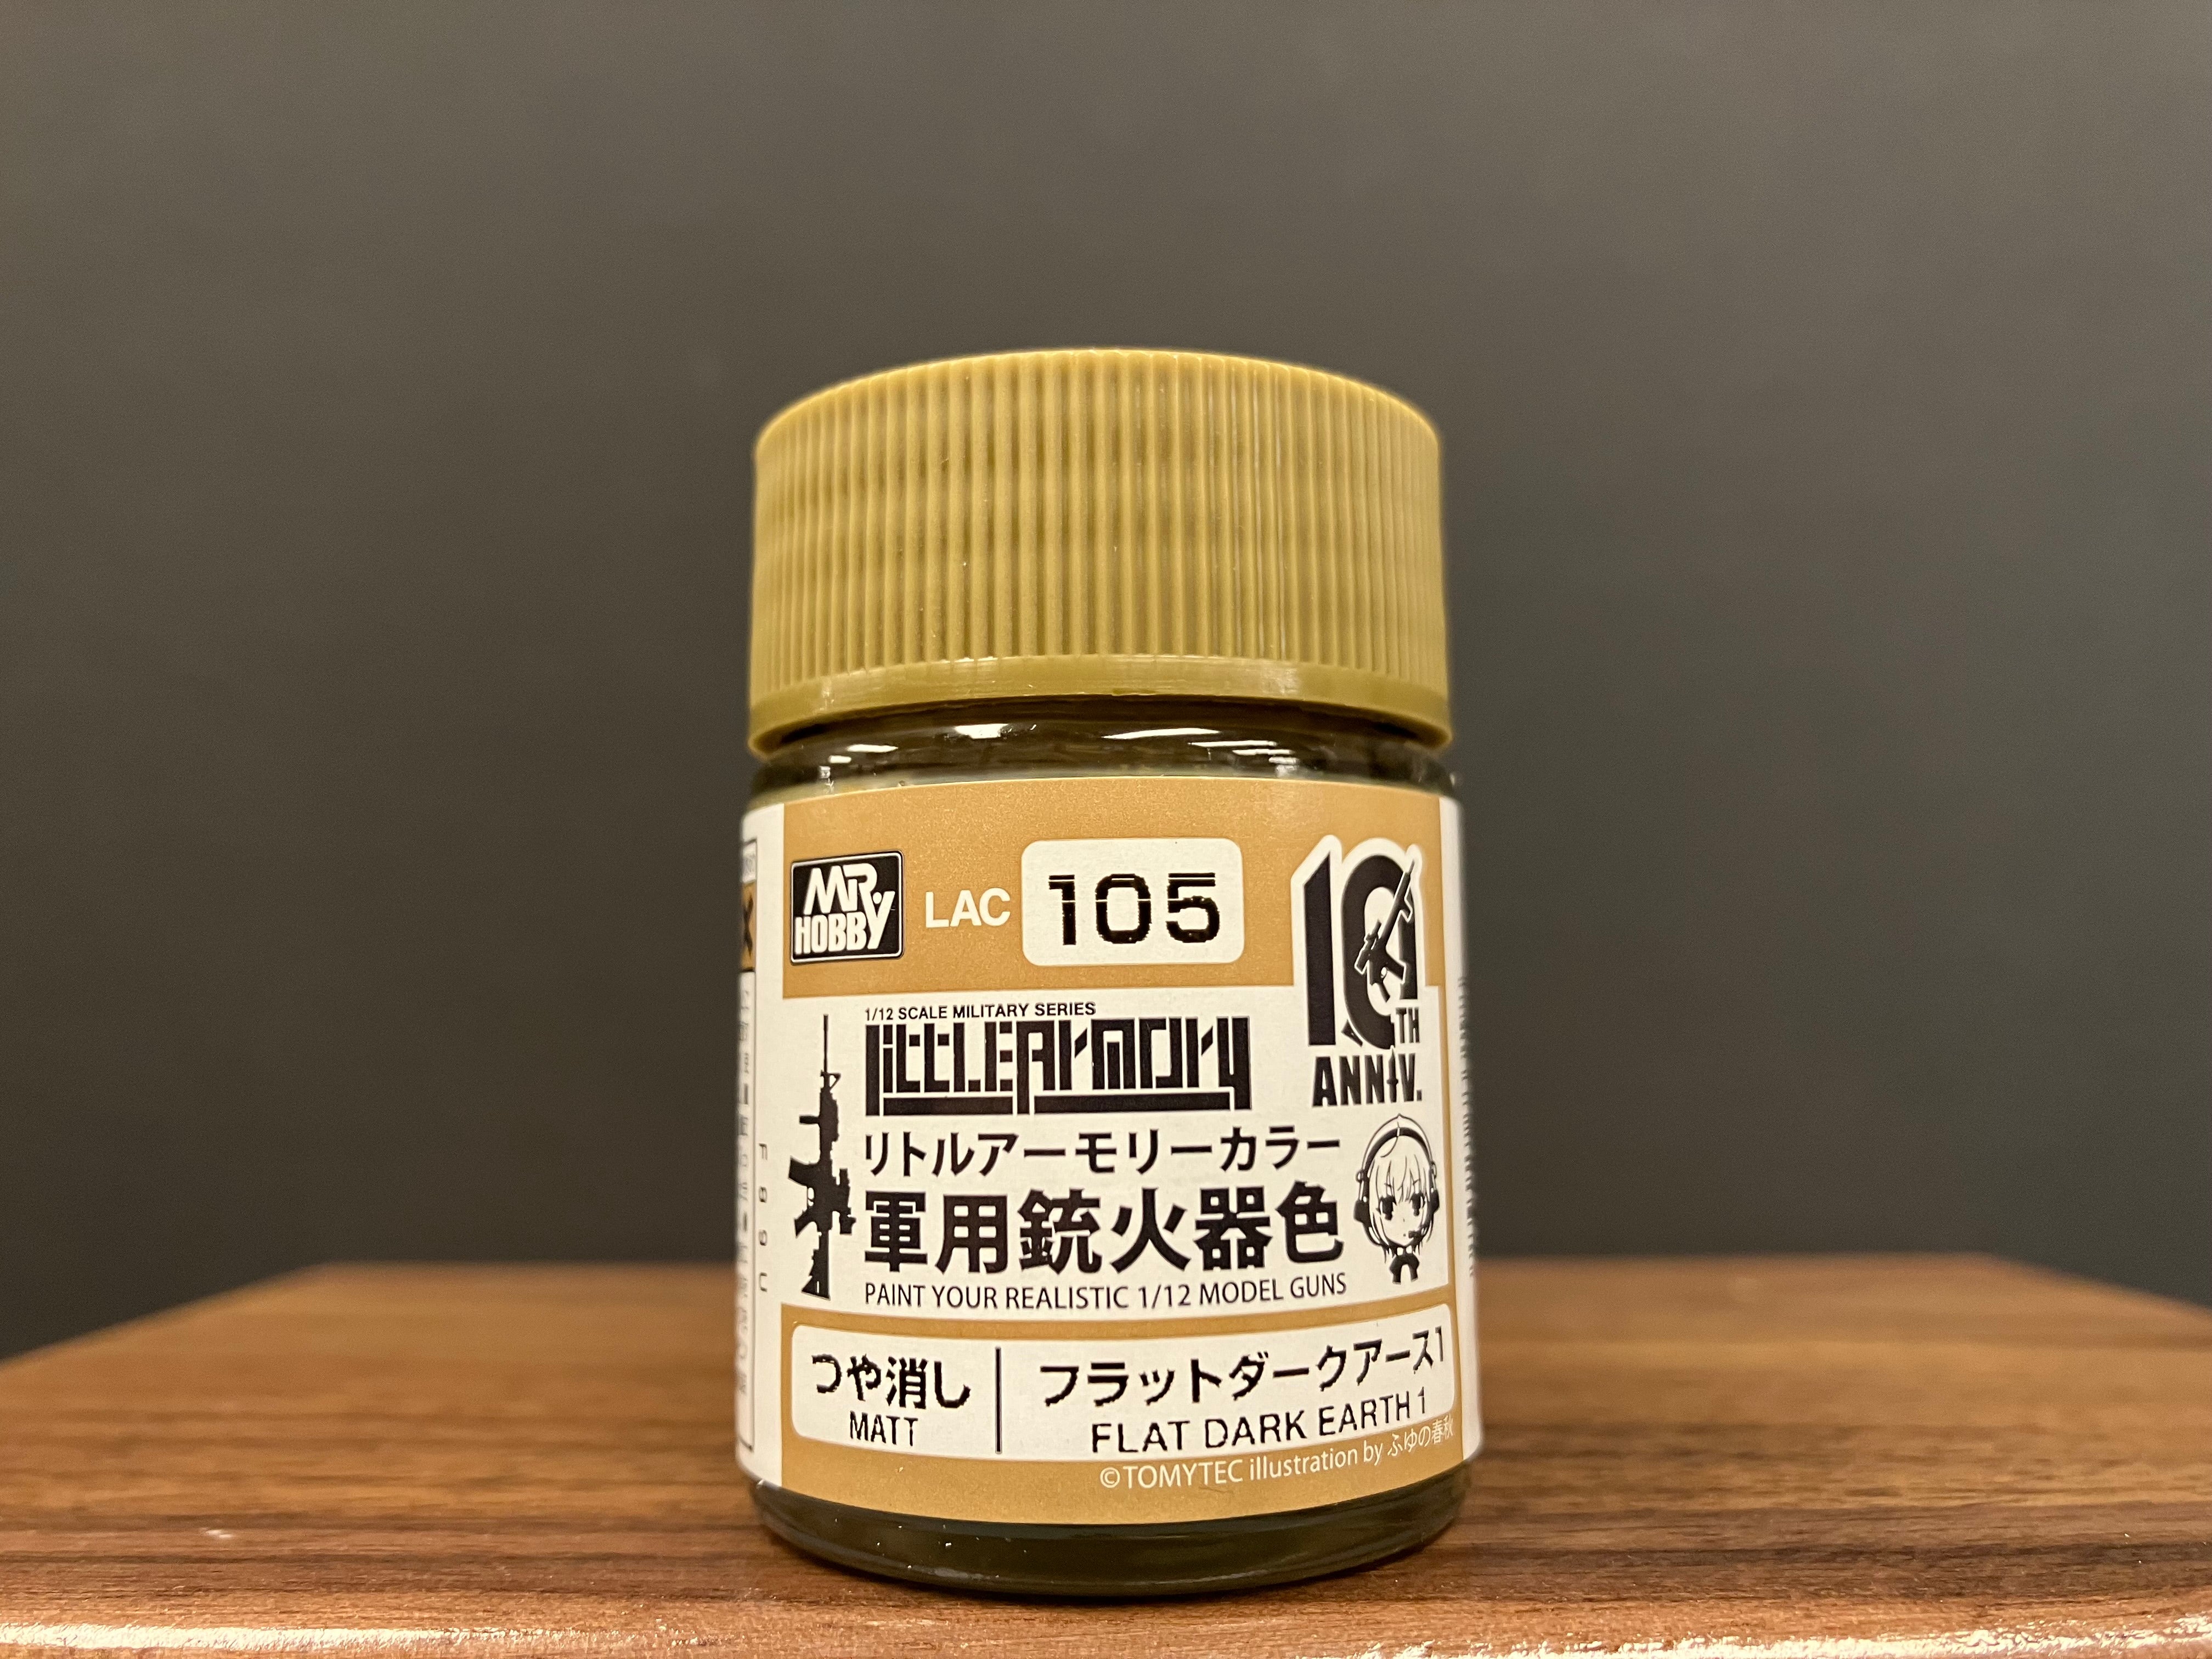 MR. HOBBY
LAC 105
10TH
ANNIV.
1/12 SCALE MILITARY SERIES
LITTLE ARMORY
リトルアーモリーカラー
軍用銃火器色
PAINT YOUR REALISTIC 1/12 MODEL GUNS
つや消し
MATT
フラットダークアース1
FLAT DARK EARTH 1
©TOMYTEC illustration by ふゆの春秋